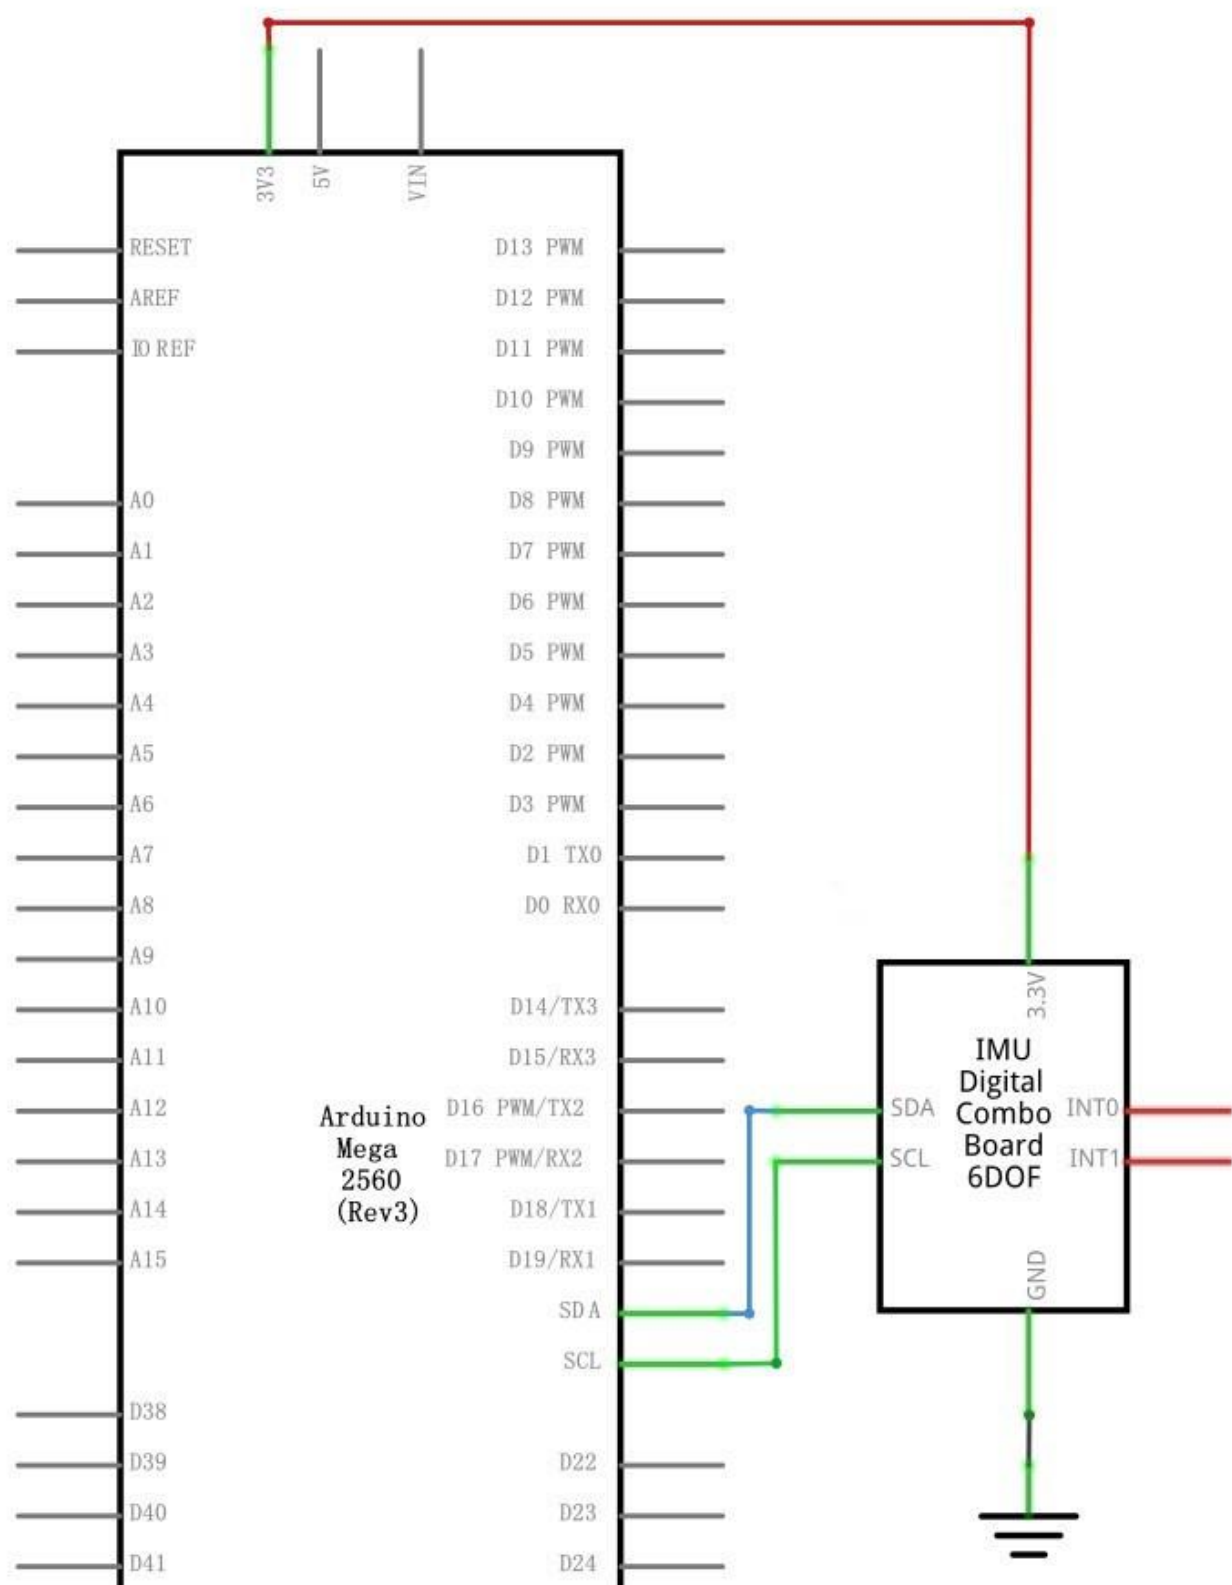 3V3
5V
VIN
RESET
AREF
IO REF
A0
A1
A2
A3
A4
A5
A6
A7
A8
A9
A10
A11
A12
A13
A14
A15
D38
D39
D40
D41
Arduino
Mega
2560
(Rev3)
D13 PWM
D12 PWM
D11 PWM
D10 PWM
D9 PWM
D8 PWM
D7 PWM
D6 PWM
D5 PWM
D4 PWM
D2 PWM
D3 PWM
D1 TX0
D0 RX0
D14/TX3
D15/RX3
D16 PWM/TX2
D17 PWM/RX2
D18/TX1
D19/RX1
SDA
SCL
D22
D23
D24
3.3V
IMU
Digital
Combo
Board
6DOF
SDA
SCL
INT0
INT1
GND